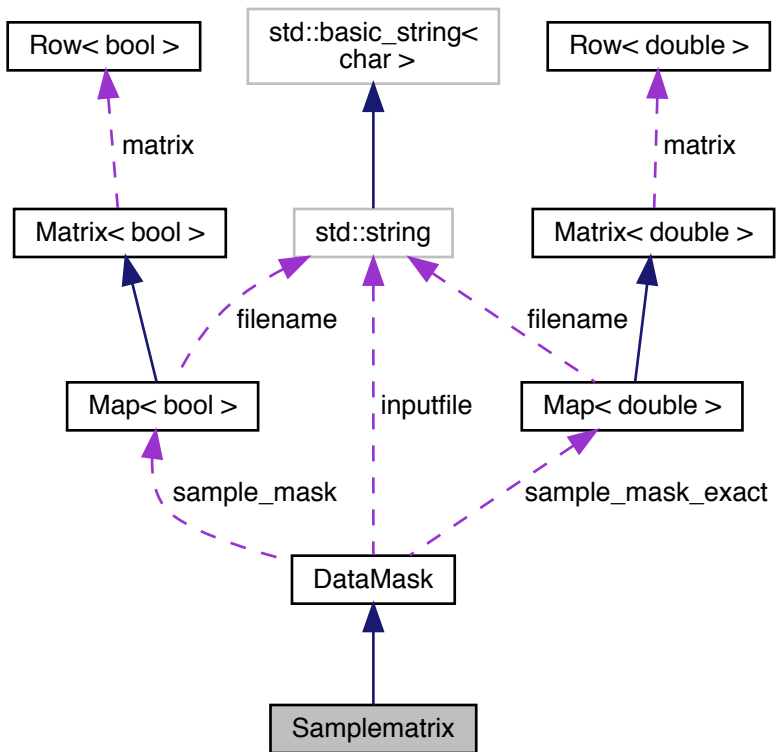 Row< bool >
std::basic_string<
char >
Row< double >
matrix
matrix
Matrix< bool >
std::string
Matrix< double >
filename
filename
Map< bool >
inputfile
Map< double >
sample_mask
sample_mask_exact
DataMask
Samplematrix